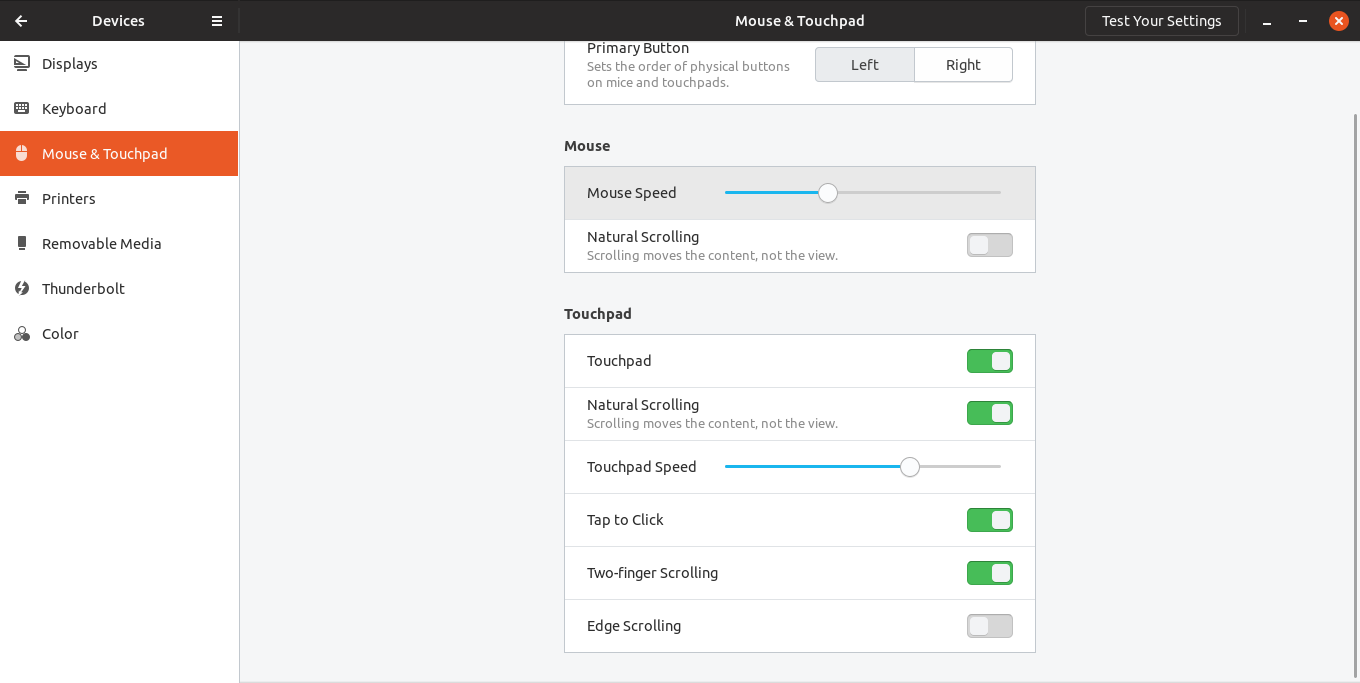 Devices
Mouse & Touchpad
Test Your Settings
Displays
Keyboard
Mouse & Touchpad
Printers
Removable Media
Thunderbolt
Color
Primary Button
Sets the order of physical buttons
on mice and touchpads.
Left
Right
Mouse
Mouse Speed
Natural Scrolling
Scrolling moves the content, not the view.
Touchpad
Touchpad
Natural Scrolling
Scrolling moves the content, not the view.
Touchpad Speed
Tap to Click
Two-finger Scrolling
Edge Scrolling